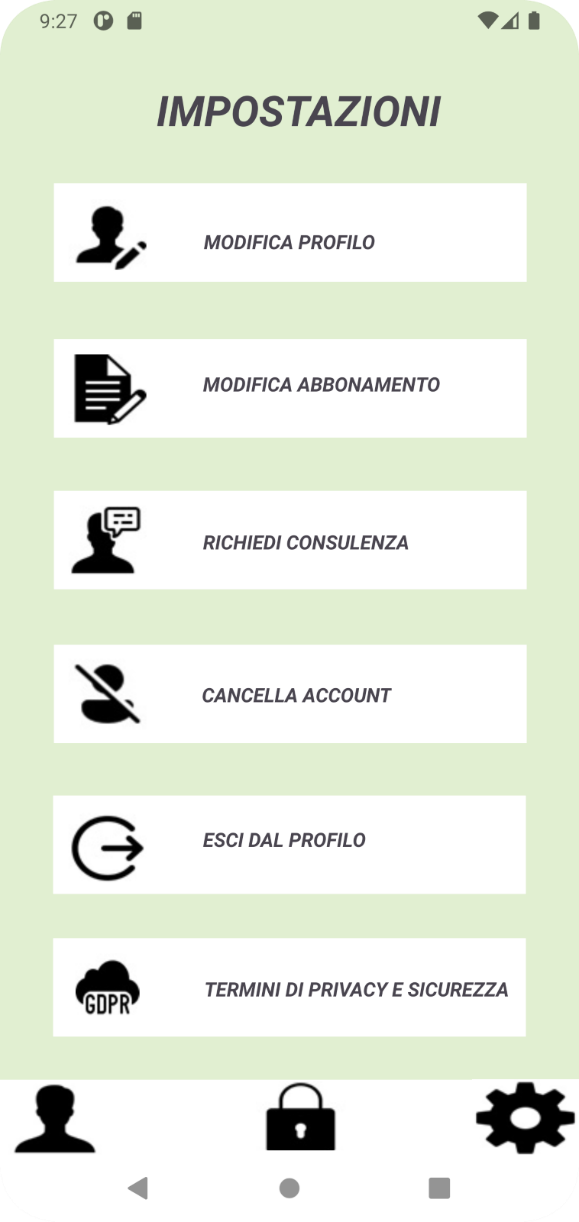 9:27
IMPOSTAZIONI
MODIFICA PROFILO
MODIFICA ABBONAMENTO
RICHIEDI CONSULENZA
CANCELLA ACCOUNT
ESCI DAL PROFILO
GDPR
TERMINI DI PRIVACY E SICUREZZA